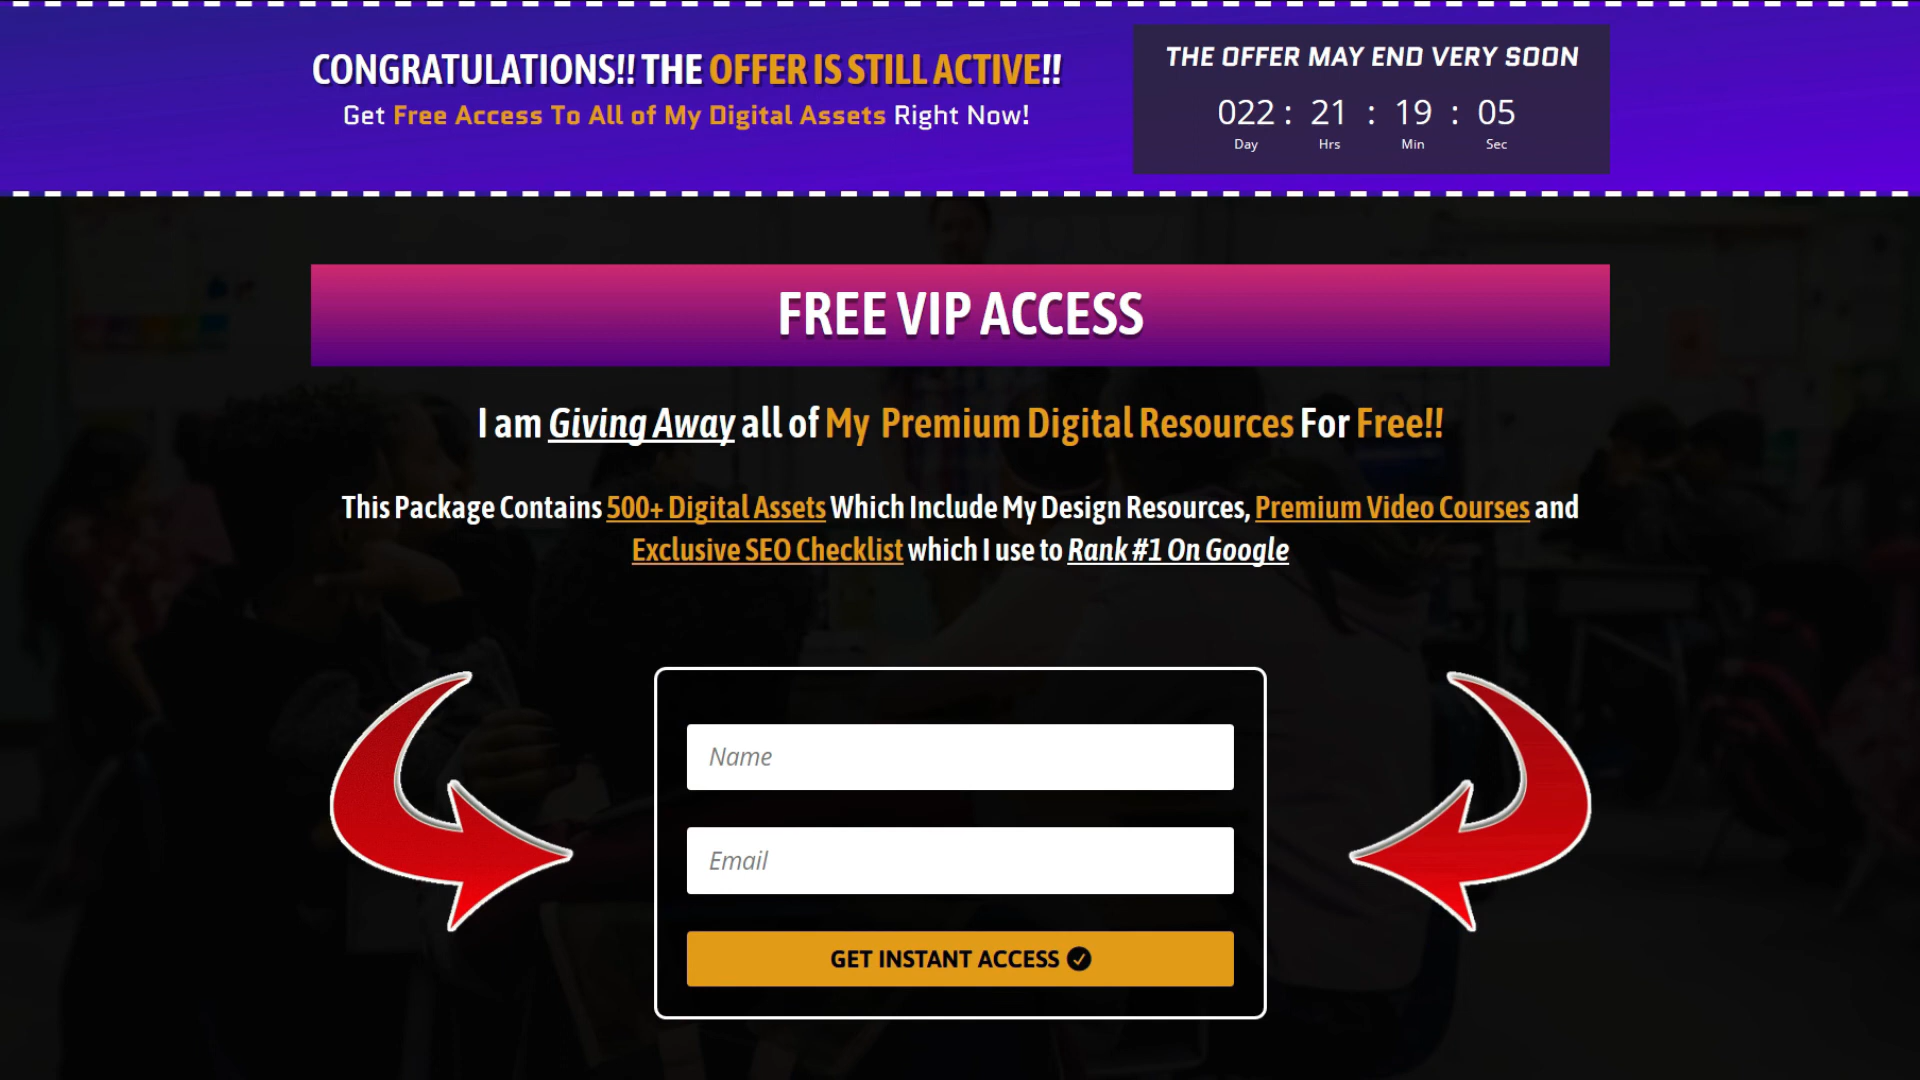 CONGRATULATIONS!! THE OFFER IS STILL ACTIVE!!
Get Free Access To All of My Digital Assets Right Now!
THE OFFER MAY END VERY SOON
022 : 21 : 19 : 05
Day Hrs Min Sec
FREE VIP ACCESS
I am Giving Away all of My Premium Digital Resources For Free!!
This Package Contains 500+ Digital Assets Which Include My Design Resources, Premium Video Courses and
Exclusive SEO Checklist which I use to Rank #1 On Google
Name
Email
GET INSTANT ACCESS